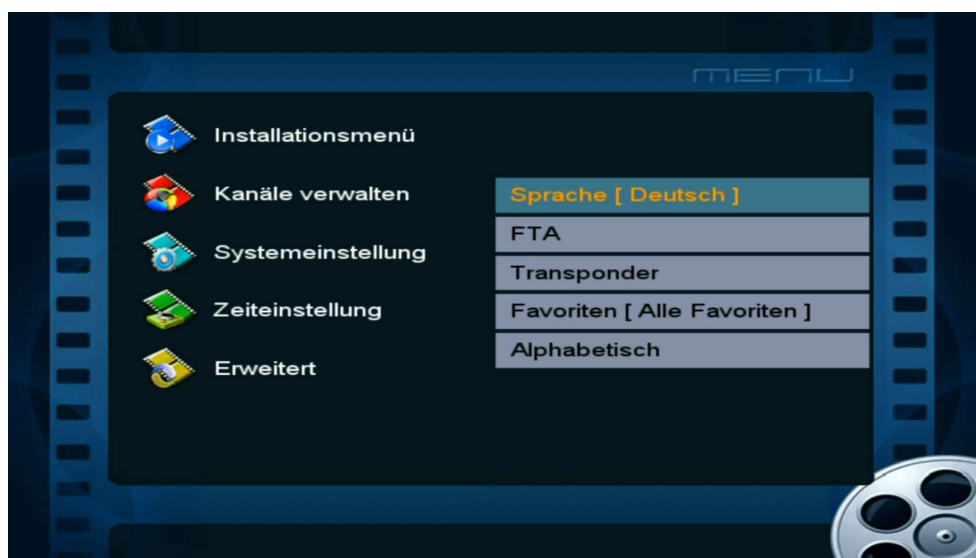 MENU
Installationsmenü
Kanäle verwalten
Systemeinstellung
Zeiteinstellung
Erweitert
Sprache [ Deutsch ]
FTA
Transponder
Favoriten [ Alle Favoriten ]
Alphabetisch